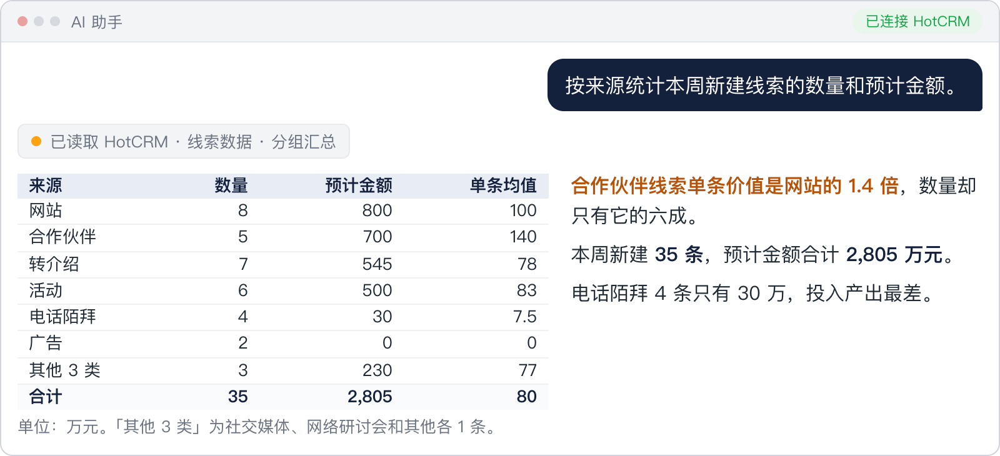 AI 助手
已连接 HotCRM
按来源统计本周新建线索的数量和预计金额。
已读取 HotCRM · 线索数据 · 分组汇总
来源 数量 预计金额 单条均值
网站 8 800 100
合作伙伴 5 700 140
转介绍 7 545 78
活动 6 500 83
电话陌拜 4 30 7.5
广告 2 0 0
其他 3 类 3 230 77
合计 35 2,805 80
单位：万元。「其他 3 类」为社交媒体、网络研讨会和其他各 1 条。
合作伙伴线索单条价值是网站的 1.4 倍，数量却
只有它的六成。
本周新建 35 条，预计金额合计 2,805 万元。
电话陌拜 4 条只有 30 万，投入产出最差。